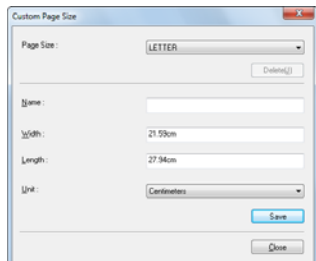 Custom Page Size
Page Size : LETTER
Delete(J)
Name :
Width : 21.59cm
Length : 27.94cm
Unit : Centimeters
Save
Close